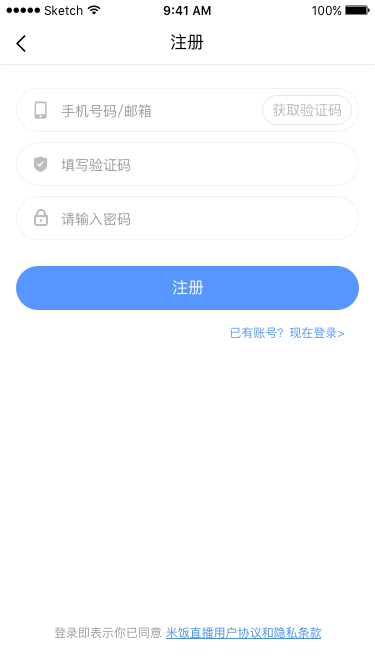 ●●●●● Sketch 9:41 AM 100%
注册
手机号码/邮箱 获取验证码
填写验证码
请输入密码
注册
已有账号? 现在登录>
登录即表示你已同意 米饭直播用户协议和隐私条款